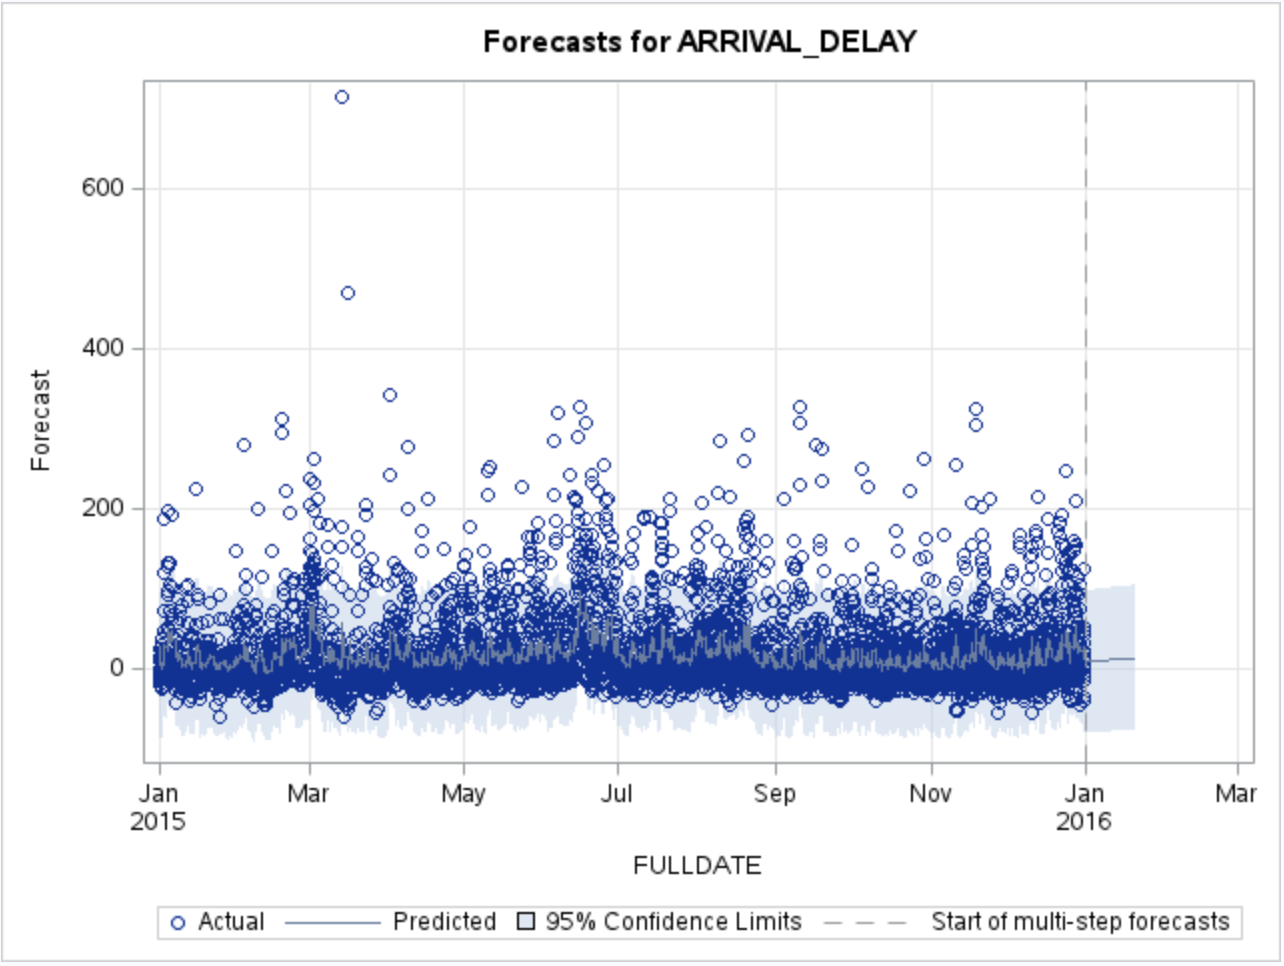 Forecasts for ARRIVAL_DELAY
600
400
200
0
Forecast
Jan Mar May Jul Sep Nov Jan Mar
2015 2016
FULLDATE
Actual Predicted 95% Confidence Limits Start of multi-step forecasts